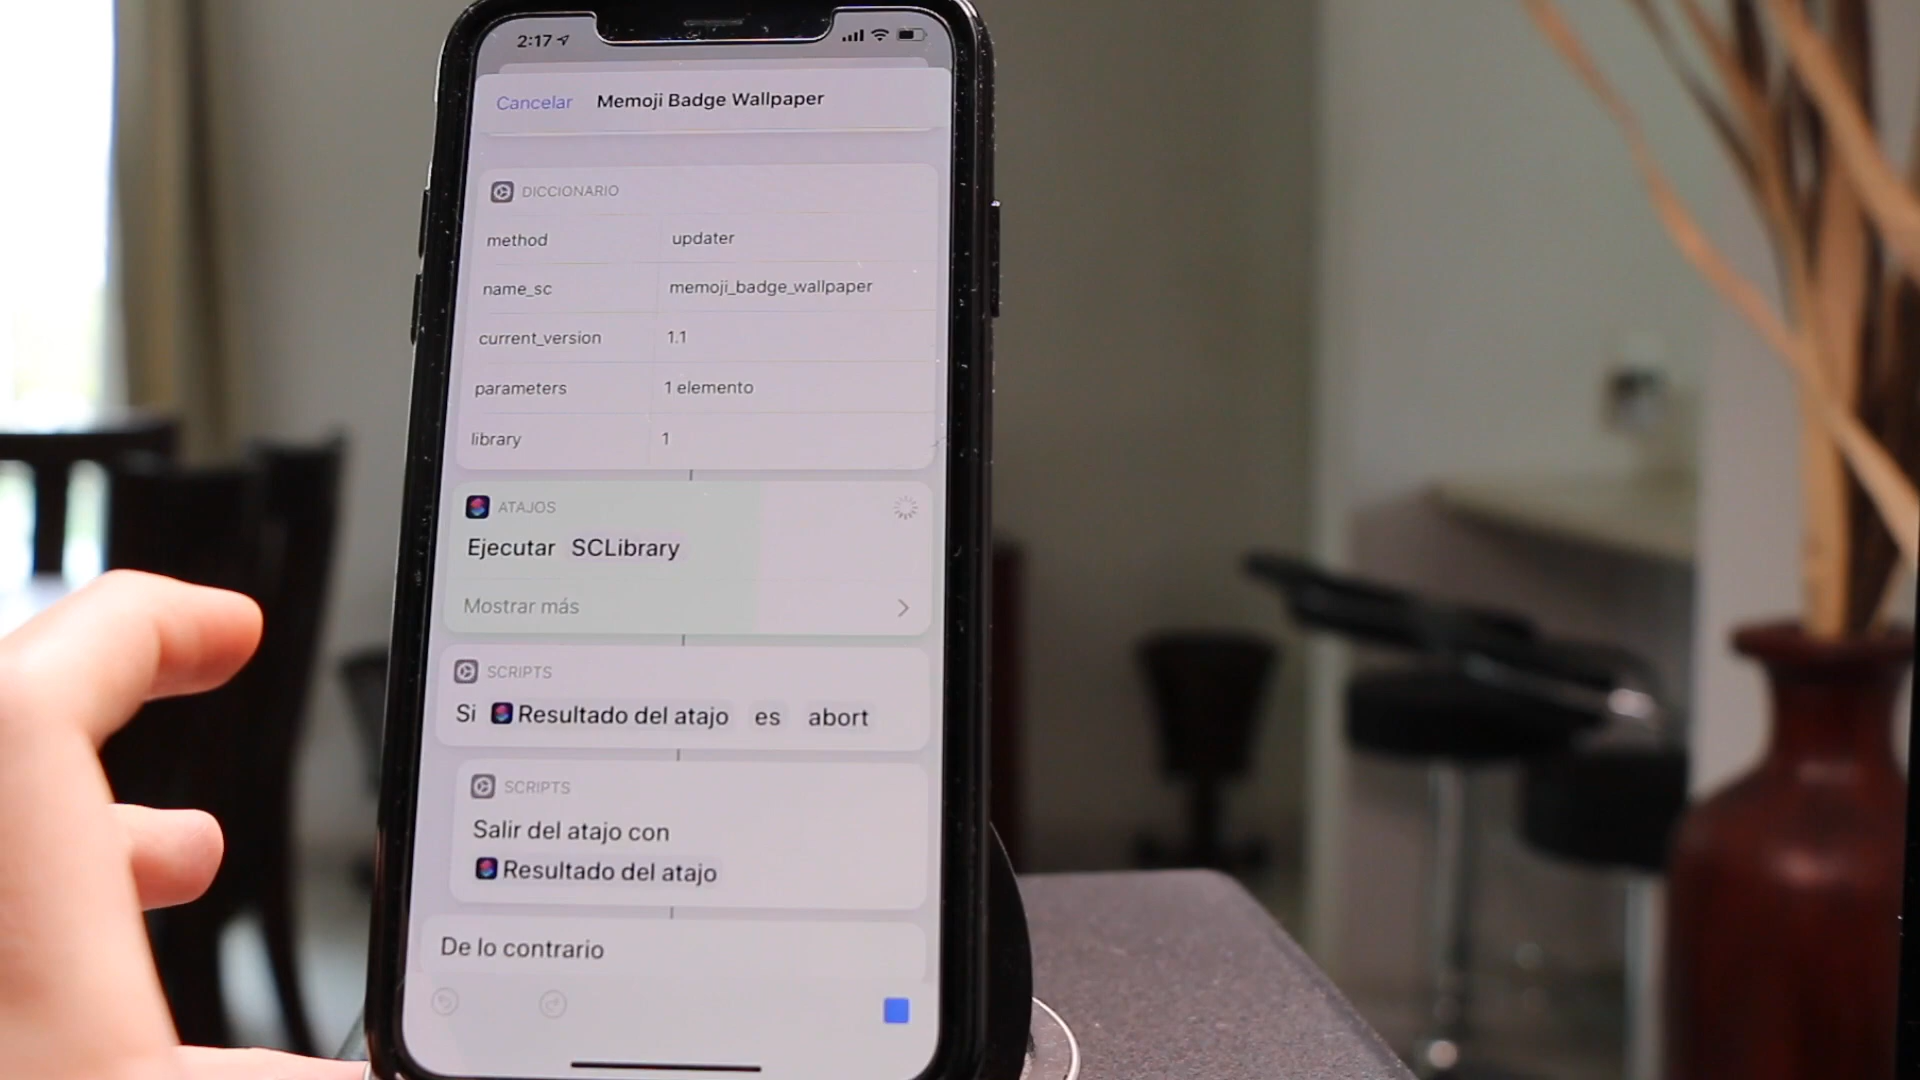 2:17
Cancelar Memoji Badge Wallpaper
DICCIONARIO
method updater
name_sc memoji_badge_wallpaper
current_version 1.1
parameters 1 elemento
library 1
ATAJOS
Ejecutar SCLibrary
Mostrar más
SCRIPTS
Si Resultado del atajo es abort
SCRIPTS
Salir del atajo con
Resultado del atajo
De lo contrario